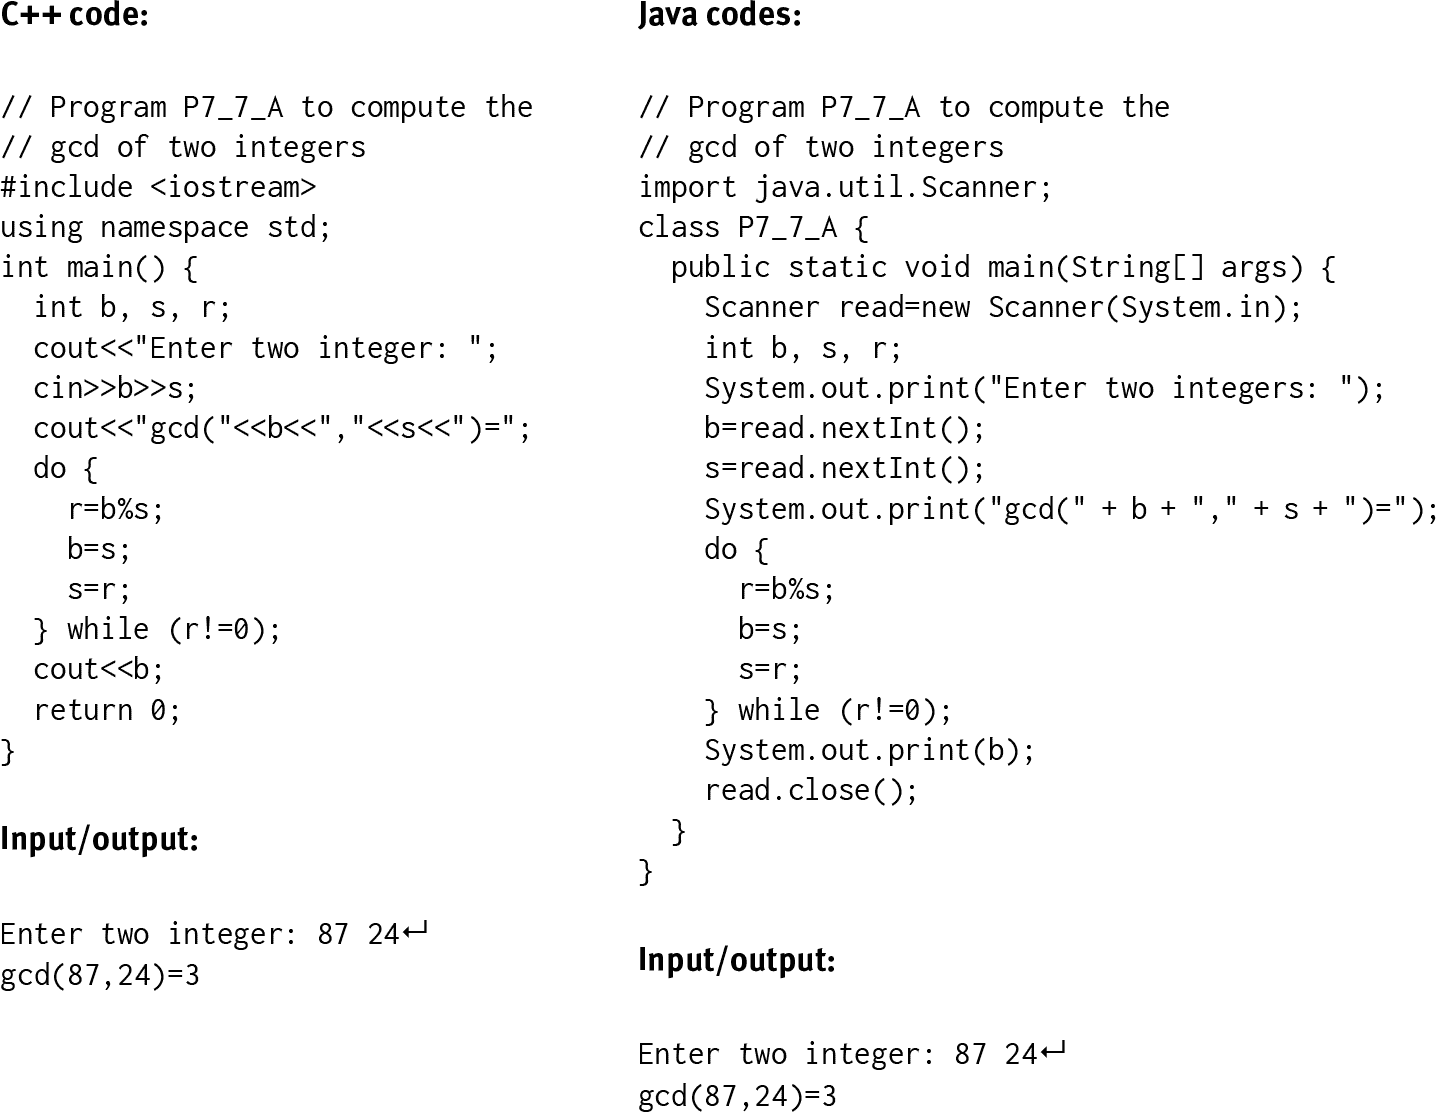 C++ code:
// Program P7_7_A to compute the
// gcd of two integers
#include <iostream>
using namespace std;
int main() {
  int b, s, r;
  cout<<"Enter two integer: ";
  cin>>b>>s;
  cout<<"gcd("<<b<<","<<s<<")=";
  do {
    r=b%s;
    b=s;
    s=r;
  } while (r!=0);
  cout<<b;
  return 0;
}
Input/output:
Enter two integer: 87 24↵
gcd(87,24)=3
Java codes:
// Program P7_7_A to compute the
// gcd of two integers
import java.util.Scanner;
class P7_7_A {
  public static void main(String[] args) {
    Scanner read=new Scanner(System.in);
    int b, s, r;
    System.out.print("Enter two integers: ");
    b=read.nextInt();
    s=read.nextInt();
    System.out.print("gcd(" + b + "," + s + ")=");
    do {
      r=b%s;
      b=s;
      s=r;
    } while (r!=0);
    System.out.print(b);
    read.close();
  }
}
Input/output:
Enter two integer: 87 24↵
gcd(87,24)=3